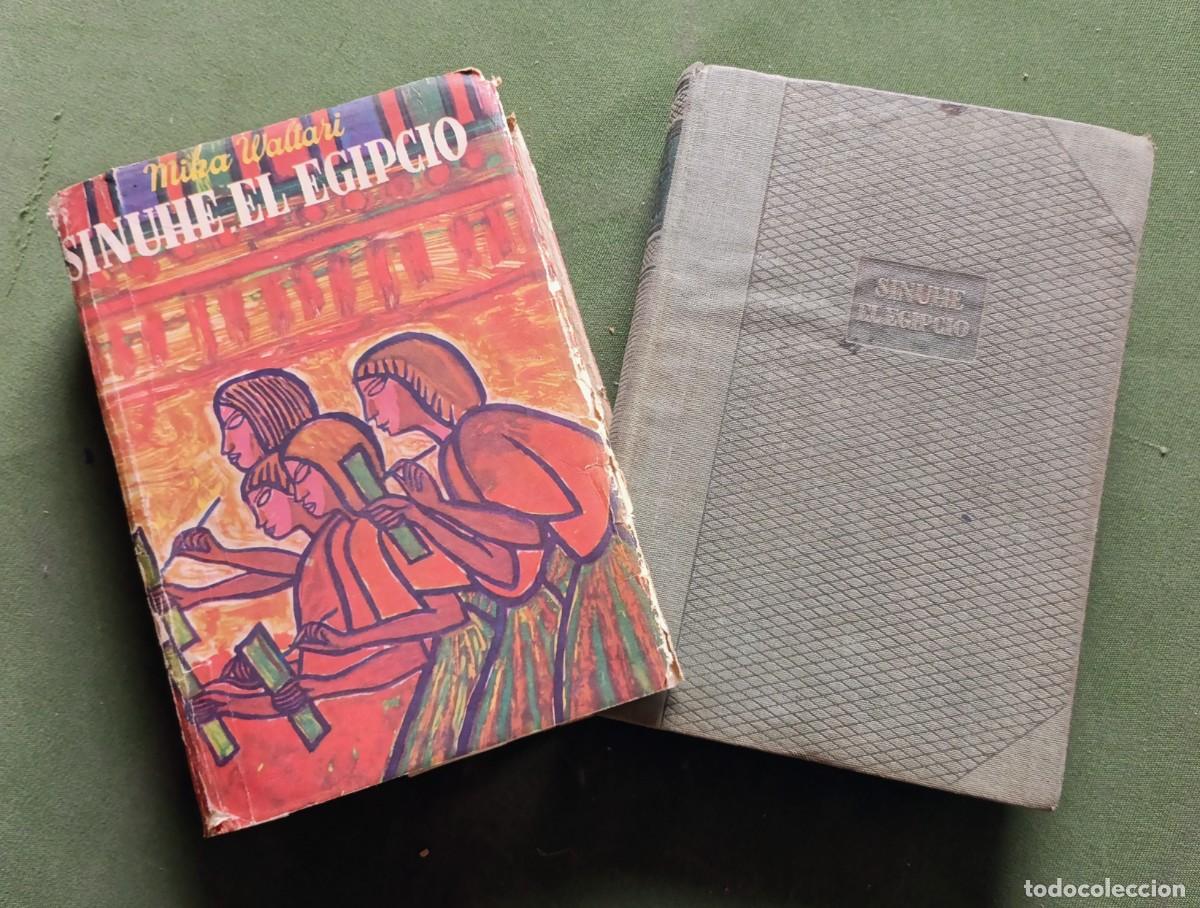 Mika Waltari
SINUHE, EL EGIPCIO
SINUHE
EL EGIPCIO
todocoleccion